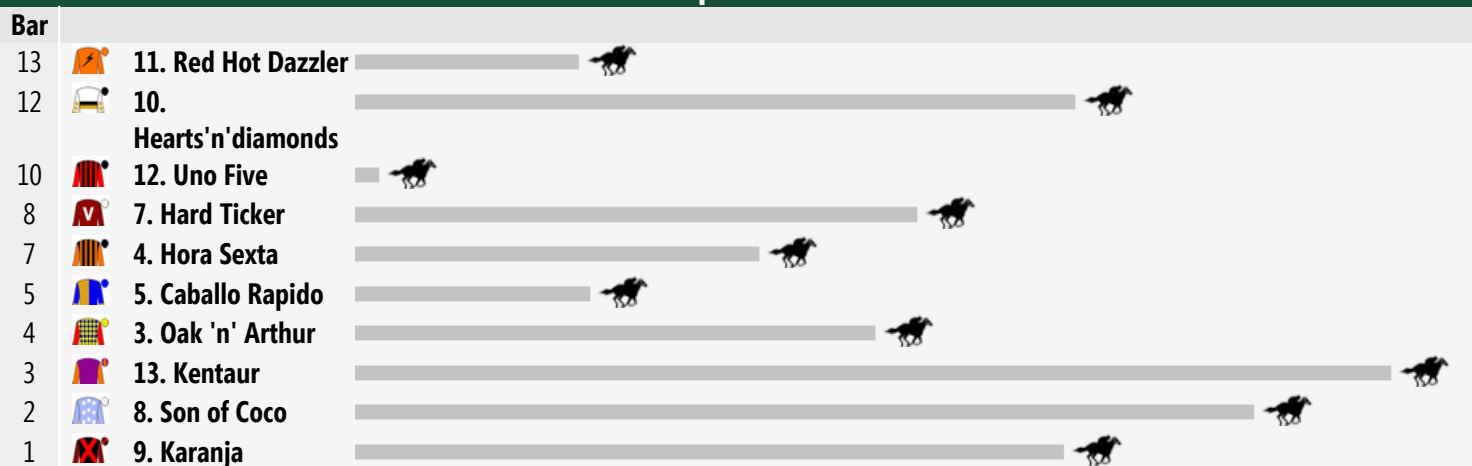 Bar
13 11. Red Hot Dazzler
12 10.
Hearts'n'diamonds
10 12. Uno Five
8 V 7. Hard Ticker
7 4. Hora Sexta
5 5. Caballo Rapido
4 3. Oak 'n' Arthur
3 13. Kentaur
2 8. Son of Coco
1 9. Karanja